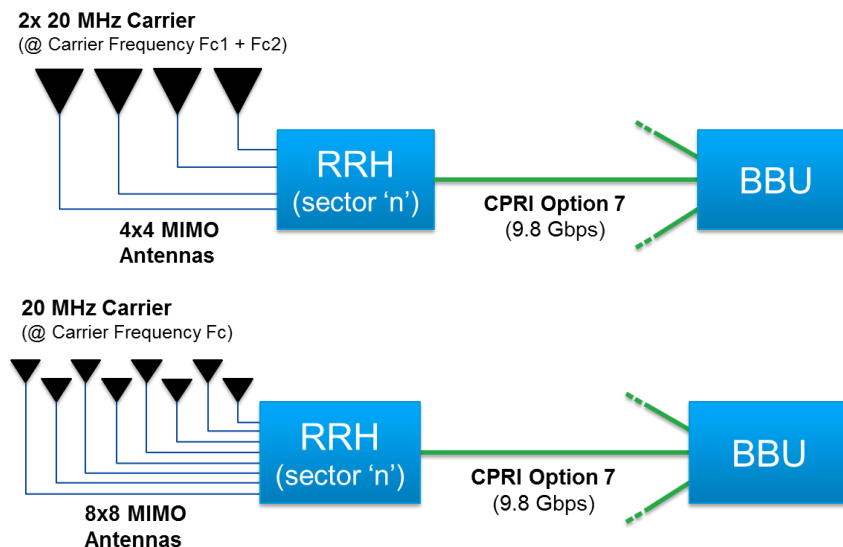 2x 20 MHz Carrier
(@ Carrier Frequency Fc1 + Fc2)
RRH
(sector ‘n’)
BBU
CPRI Option 7
(9.8 Gbps)
4x4 MIMO
Antennas
20 MHz Carrier
(@ Carrier Frequency Fc)
RRH
(sector ‘n’)
BBU
CPRI Option 7
(9.8 Gbps)
8x8 MIMO
Antennas